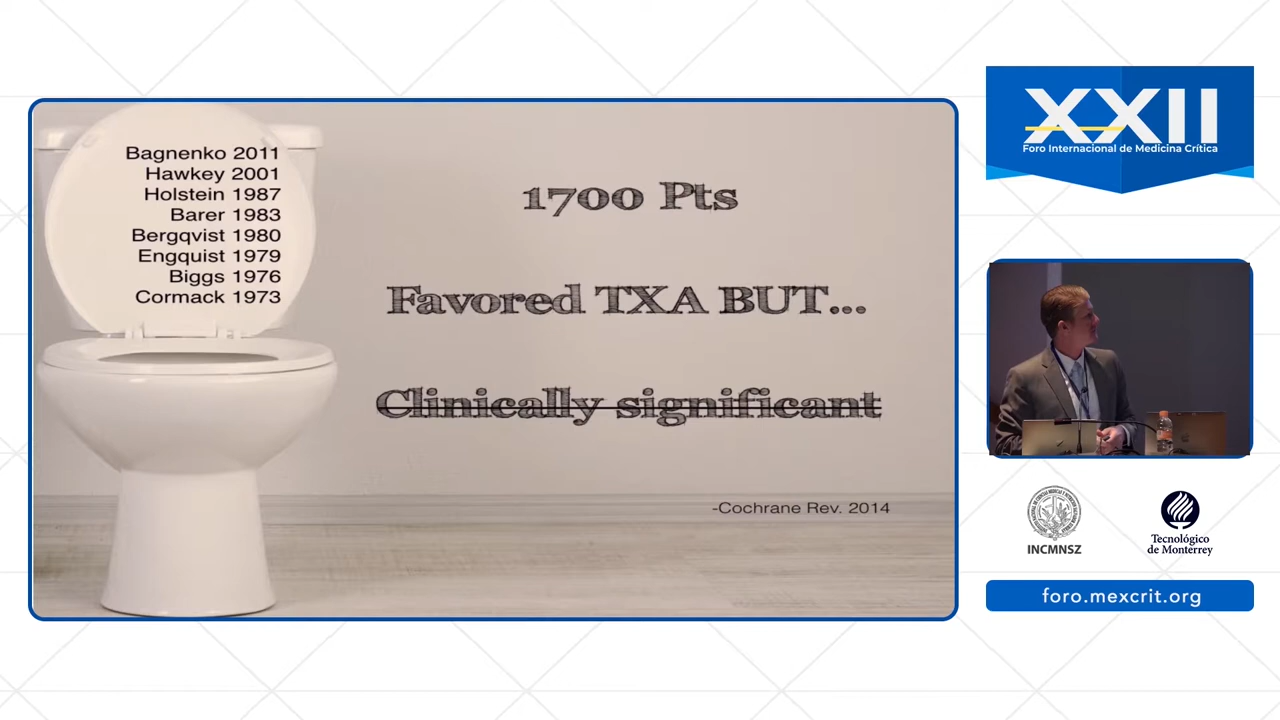 Bagnenko 2011
Hawkey 2001
Holstein 1987
Barer 1983
Bergqvist 1980
Engquist 1979
Biggs 1976
Cormack 1973
1700 Pts
Favored TXA BUT...
Clinically significant
-Cochrane Rev. 2014
XXII
Foro Internacional de Medicina Crítica
INCMNSZ
Tecnológico
de Monterrey
foro.mexcrit.org